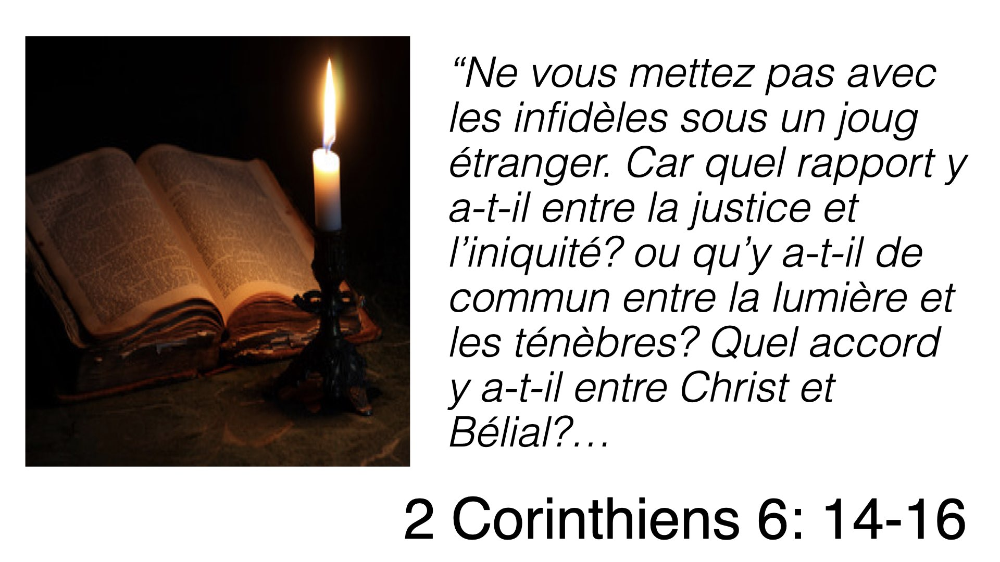 “Ne vous mettez pas avec
les infidèles sous un joug
étranger. Car quel rapport y
a-t-il entre la justice et
l’iniquité? ou qu’y a-t-il de
commun entre la lumière et
les ténèbres? Quel accord
y a-t-il entre Christ et
Bélial?…
2 Corinthiens 6: 14-16